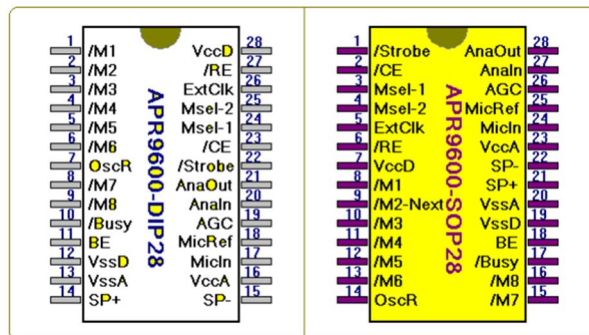 1 /M1 VccD 28
2 /M2 /RE 27
3 /M3 ExtClk 26
4 /M4 Msel-2 25
5 /M5 Msel-1 24
6 /M6 /CE 23
7 OscR /Strobe 22
8 /M7 AnaOut 21
9 /M8 AnaIn 20
10 /Busy AGC 19
11 BE MicRef 18
12 VssD MicIn 17
13 VssA VccA 16
14 SP+ SP- 15
APR9600-DIP28
1 /Strobe AnaOut 28
2 /CE AnaIn 27
3 Msel-1 AGC 26
4 Msel-2 MicRef 25
5 ExtClk MicIn 24
6 /RE VccA 23
7 VccD SP- 22
8 /M1 SP+ 21
9 /M2-Next VssA 20
10 /M3 VssD 19
11 /M4 BE 18
12 /M5 /Busy 17
13 /M6 /M8 16
14 OscR /M7 15
APR9600-SOP28